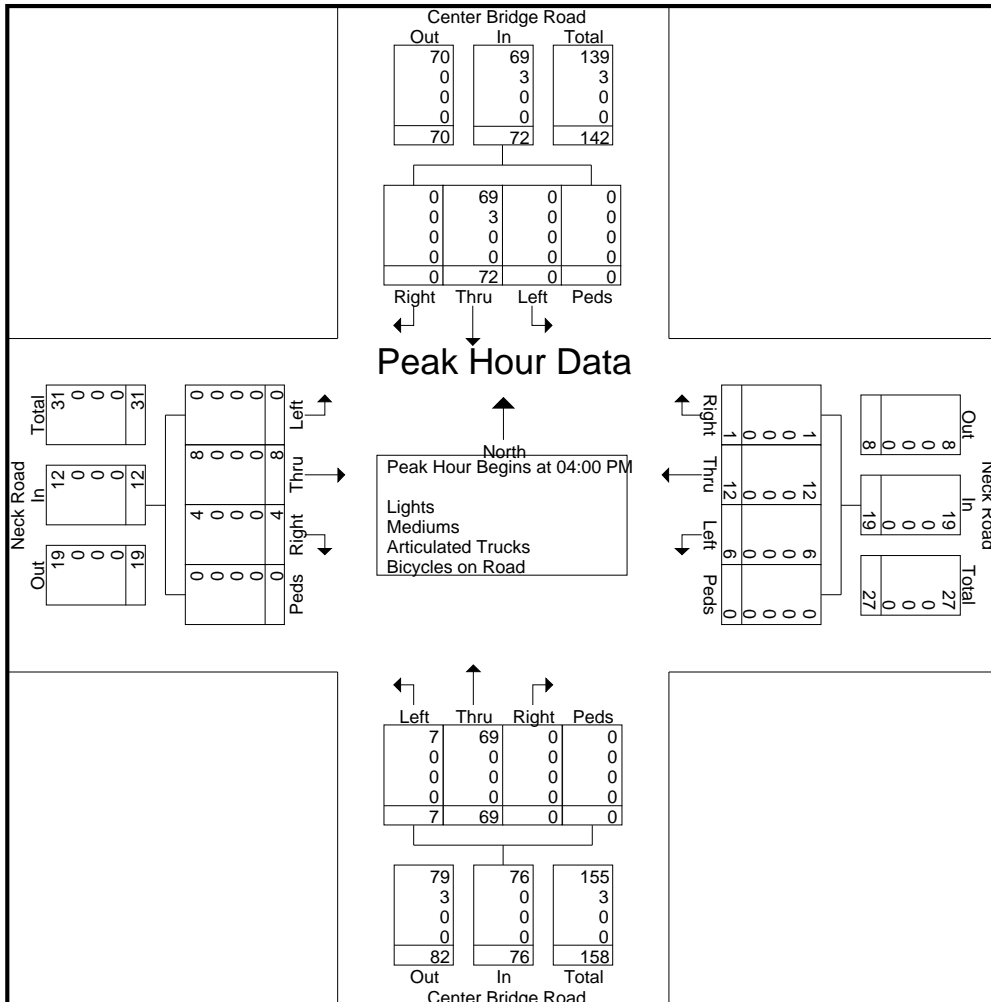 Center Bridge Road
Out In Total
70 69 139
0 3 3
0 0 0
0 0 0
70 72 142
0 69 0 0
0 3 0 0
0 0 0 0
0 0 0 0
0 72 0 0
Right Thru Left Peds
Peak Hour Data
North
Peak Hour Begins at 04:00 PM
Lights
Mediums
Articulated Trucks
Bicycles on Road
Neck Road
Total In Out
31 12 19
0 0 0
0 0 0
0 0 0
31 12 19
Left Thru Right Peds
0 8 4 0
0 0 0 0
0 0 0 0
0 0 0 0
0 8 4 0
Right Thru Left Peds
1 12 6 0
0 0 0 0
0 0 0 0
0 0 0 0
1 12 6 0
Neck Road
Out In Total
8 19 27
0 0 0
0 0 0
0 0 0
8 19 27
Left Thru Right Peds
7 69 0 0
0 0 0 0
0 0 0 0
0 0 0 0
7 69 0 0
79 76 155
3 0 3
0 0 0
0 0 0
82 76 158
Out In Total
Center Bridge Road